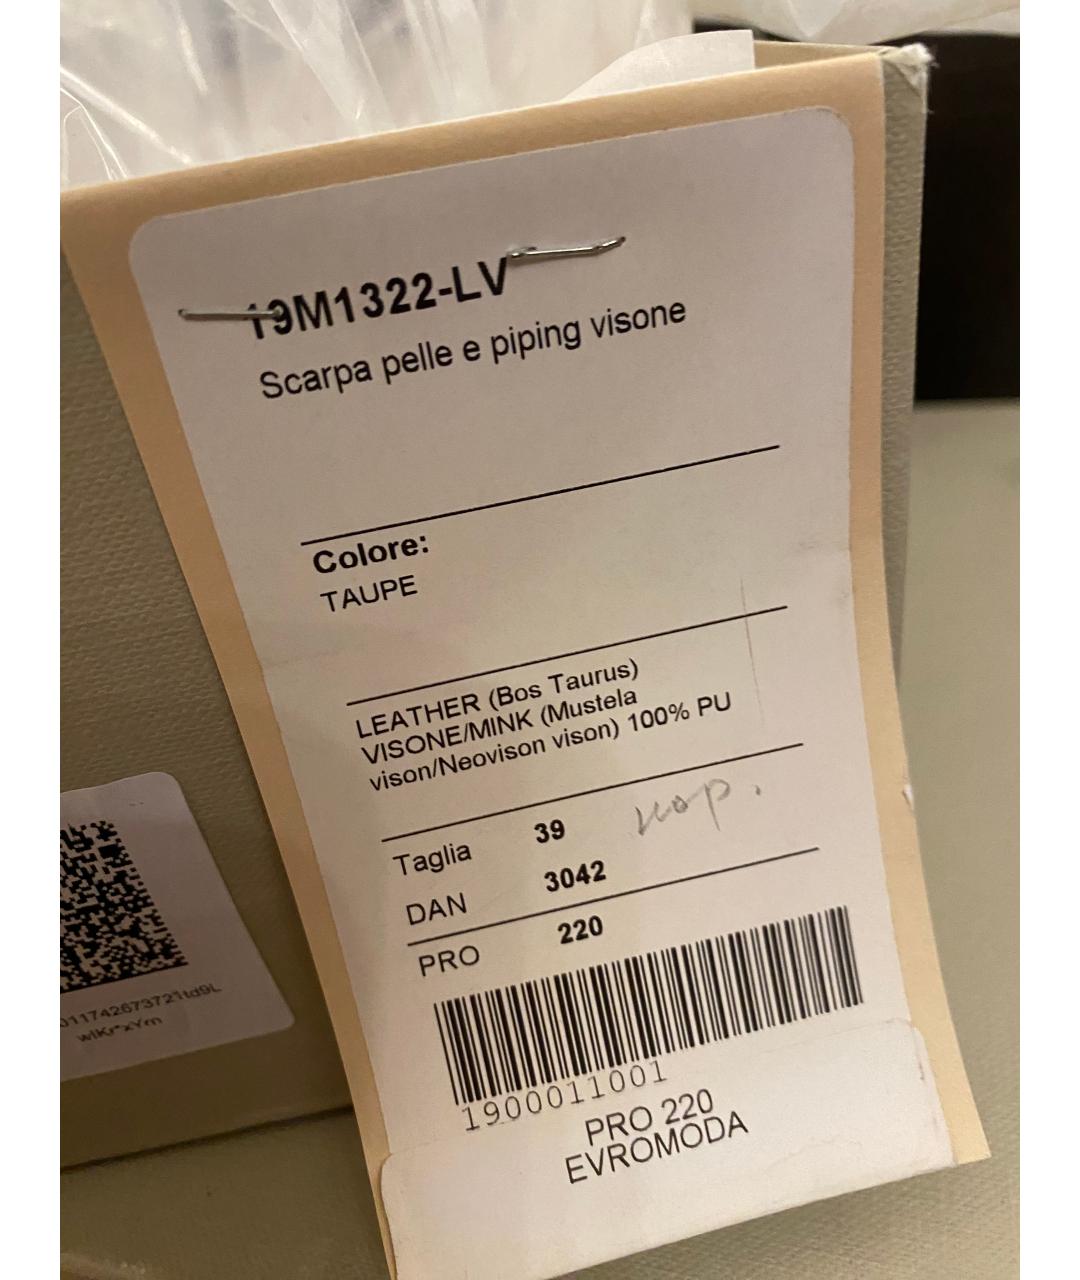 19M1322-LV
Scarpa pelle e piping visone
Colore:
TAUPE
LEATHER (Bos Taurus)
VISONE/MINK (Mustela
vison/Neovison vison) 100% PU
Taglia 39 кор.
DAN 3042
PRO 220
1900011001
PRO 220
EVROMODA